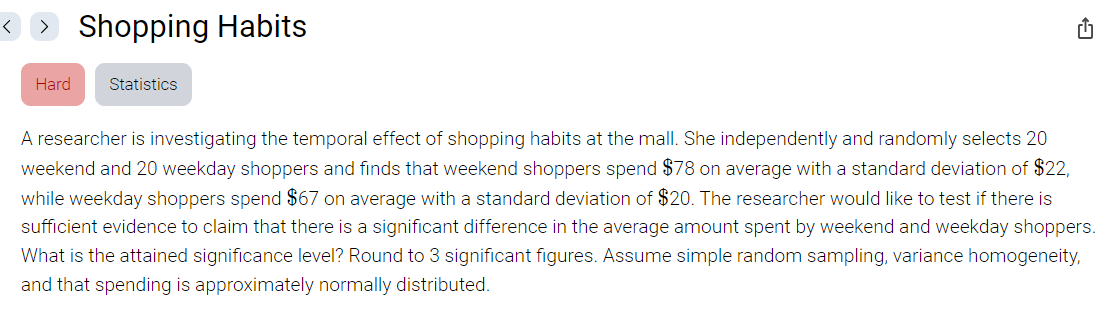 Shopping Habits
Hard Statistics
A researcher is investigating the temporal effect of shopping habits at the mall. She independently and randomly selects 20
weekend and 20 weekday shoppers and finds that weekend shoppers spend $78 on average with a standard deviation of $22,
while weekday shoppers spend $67 on average with a standard deviation of $20. The researcher would like to test if there is
sufficient evidence to claim that there is a significant difference in the average amount spent by weekend and weekday shoppers.
What is the attained significance level? Round to 3 significant figures. Assume simple random sampling, variance homogeneity,
and that spending is approximately normally distributed.